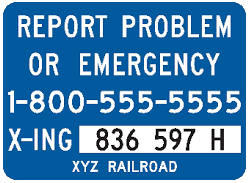 REPORT PROBLEM
OR EMERGENCY
1-800-555-5555
X-ING 836 597 H
XYZ RAILROAD